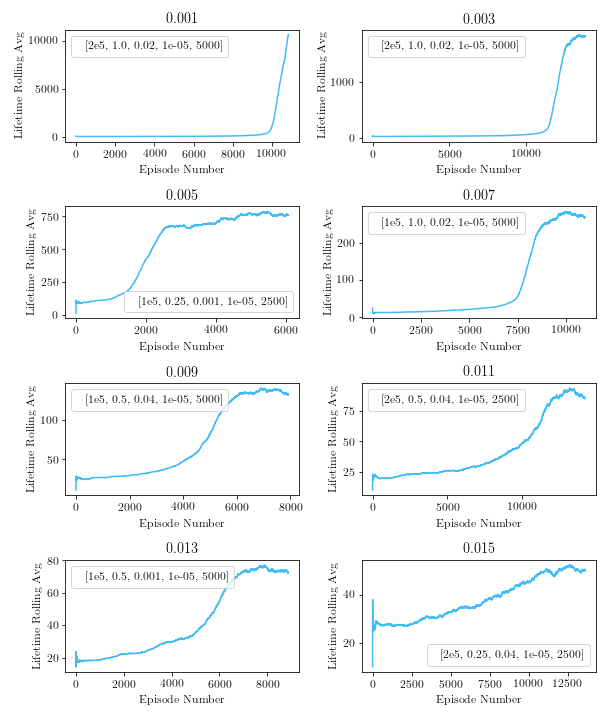 0.001
Lifetime Rolling Avg
10000
5000
0
[2e5, 1.0, 0.02, 1e-05, 5000]
0 2000 4000 6000 8000 10000
Episode Number
0.003
Lifetime Rolling Avg
1000
0
[2e5, 1.0, 0.02, 1e-05, 5000]
0 5000 10000
Episode Number
0.005
Lifetime Rolling Avg
750
500
250
0
[1e5, 0.25, 0.001, 1e-05, 2500]
0 2000 4000 6000
Episode Number
0.007
Lifetime Rolling Avg
200
100
0
[1e5, 1.0, 0.02, 1e-05, 5000]
0 2500 5000 7500 10000
Episode Number
0.009
Lifetime Rolling Avg
100
50
[1e5, 0.5, 0.04, 1e-05, 5000]
0 2000 4000 6000 8000
Episode Number
0.011
Lifetime Rolling Avg
75
50
25
[2e5, 0.5, 0.04, 1e-05, 2500]
0 5000 10000
Episode Number
0.013
Lifetime Rolling Avg
80
60
40
20
[1e5, 0.5, 0.001, 1e-05, 5000]
0 2000 4000 6000 8000
Episode Number
0.015
Lifetime Rolling Avg
40
20
[2e5, 0.25, 0.04, 1e-05, 2500]
0 2500 5000 7500 10000 12500
Episode Number